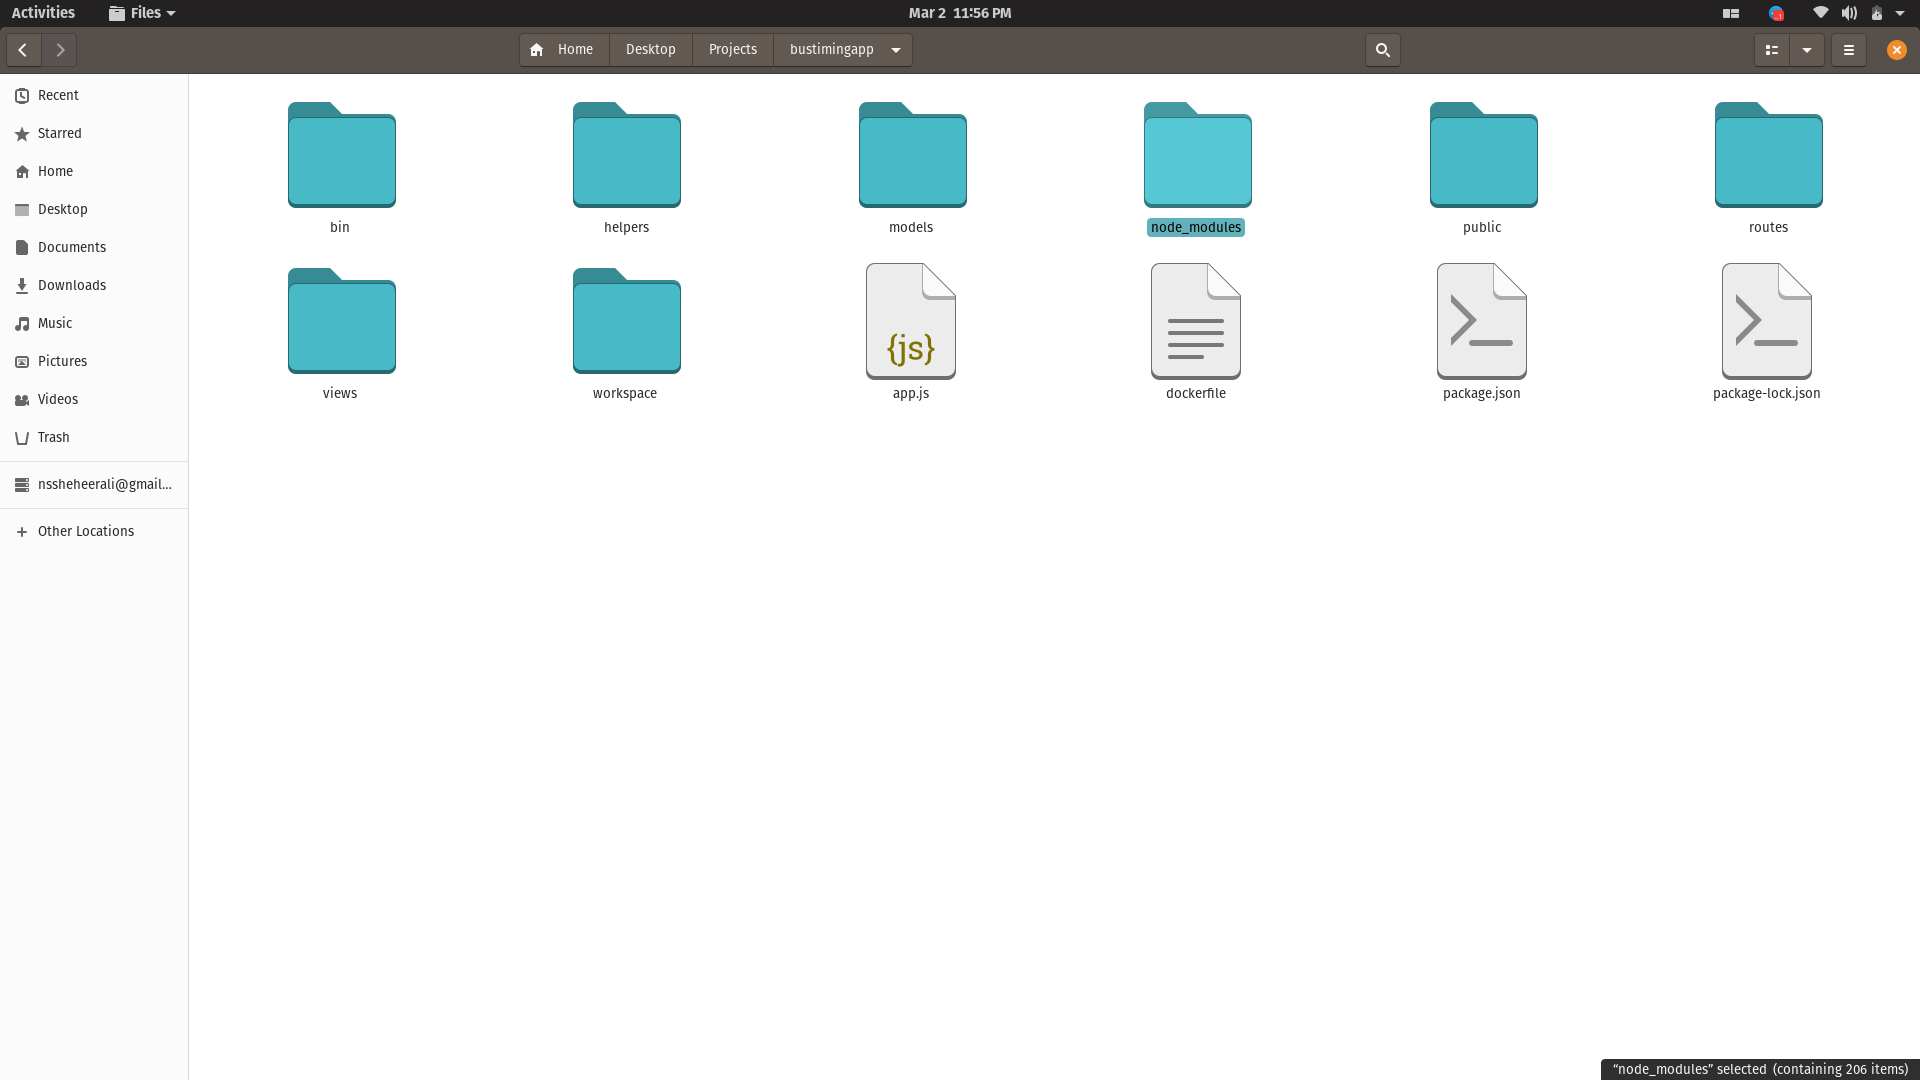 Activities Files Mar 2 11:56 PM
Home Desktop Projects bustimingapp
Recent
Starred
Home
Desktop
Documents
Downloads
Music
Pictures
Videos
Trash
nssheheerali@gmail...
Other Locations
bin helpers models node_modules public routes
{js}
views workspace app.js dockerfile package.json package-lock.json
“node_modules” selected (containing 206 items)